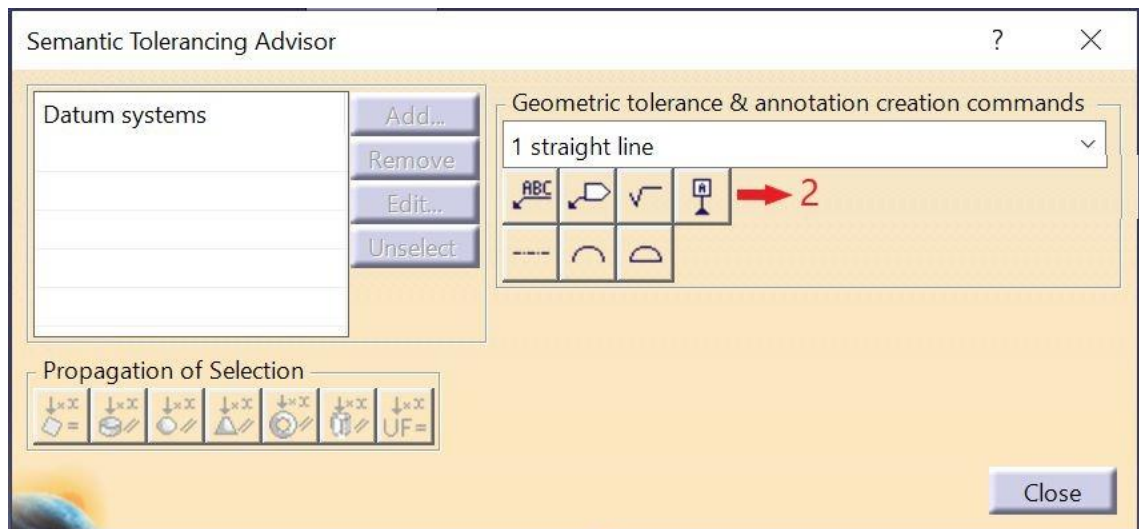 Semantic Tolerancing Advisor ?
Datum systems
Add...
Remove
Edit...
Unselect
Geometric tolerance & annotation creation commands
1 straight line
ABC
A
2
Propagation of Selection
UF=
Close